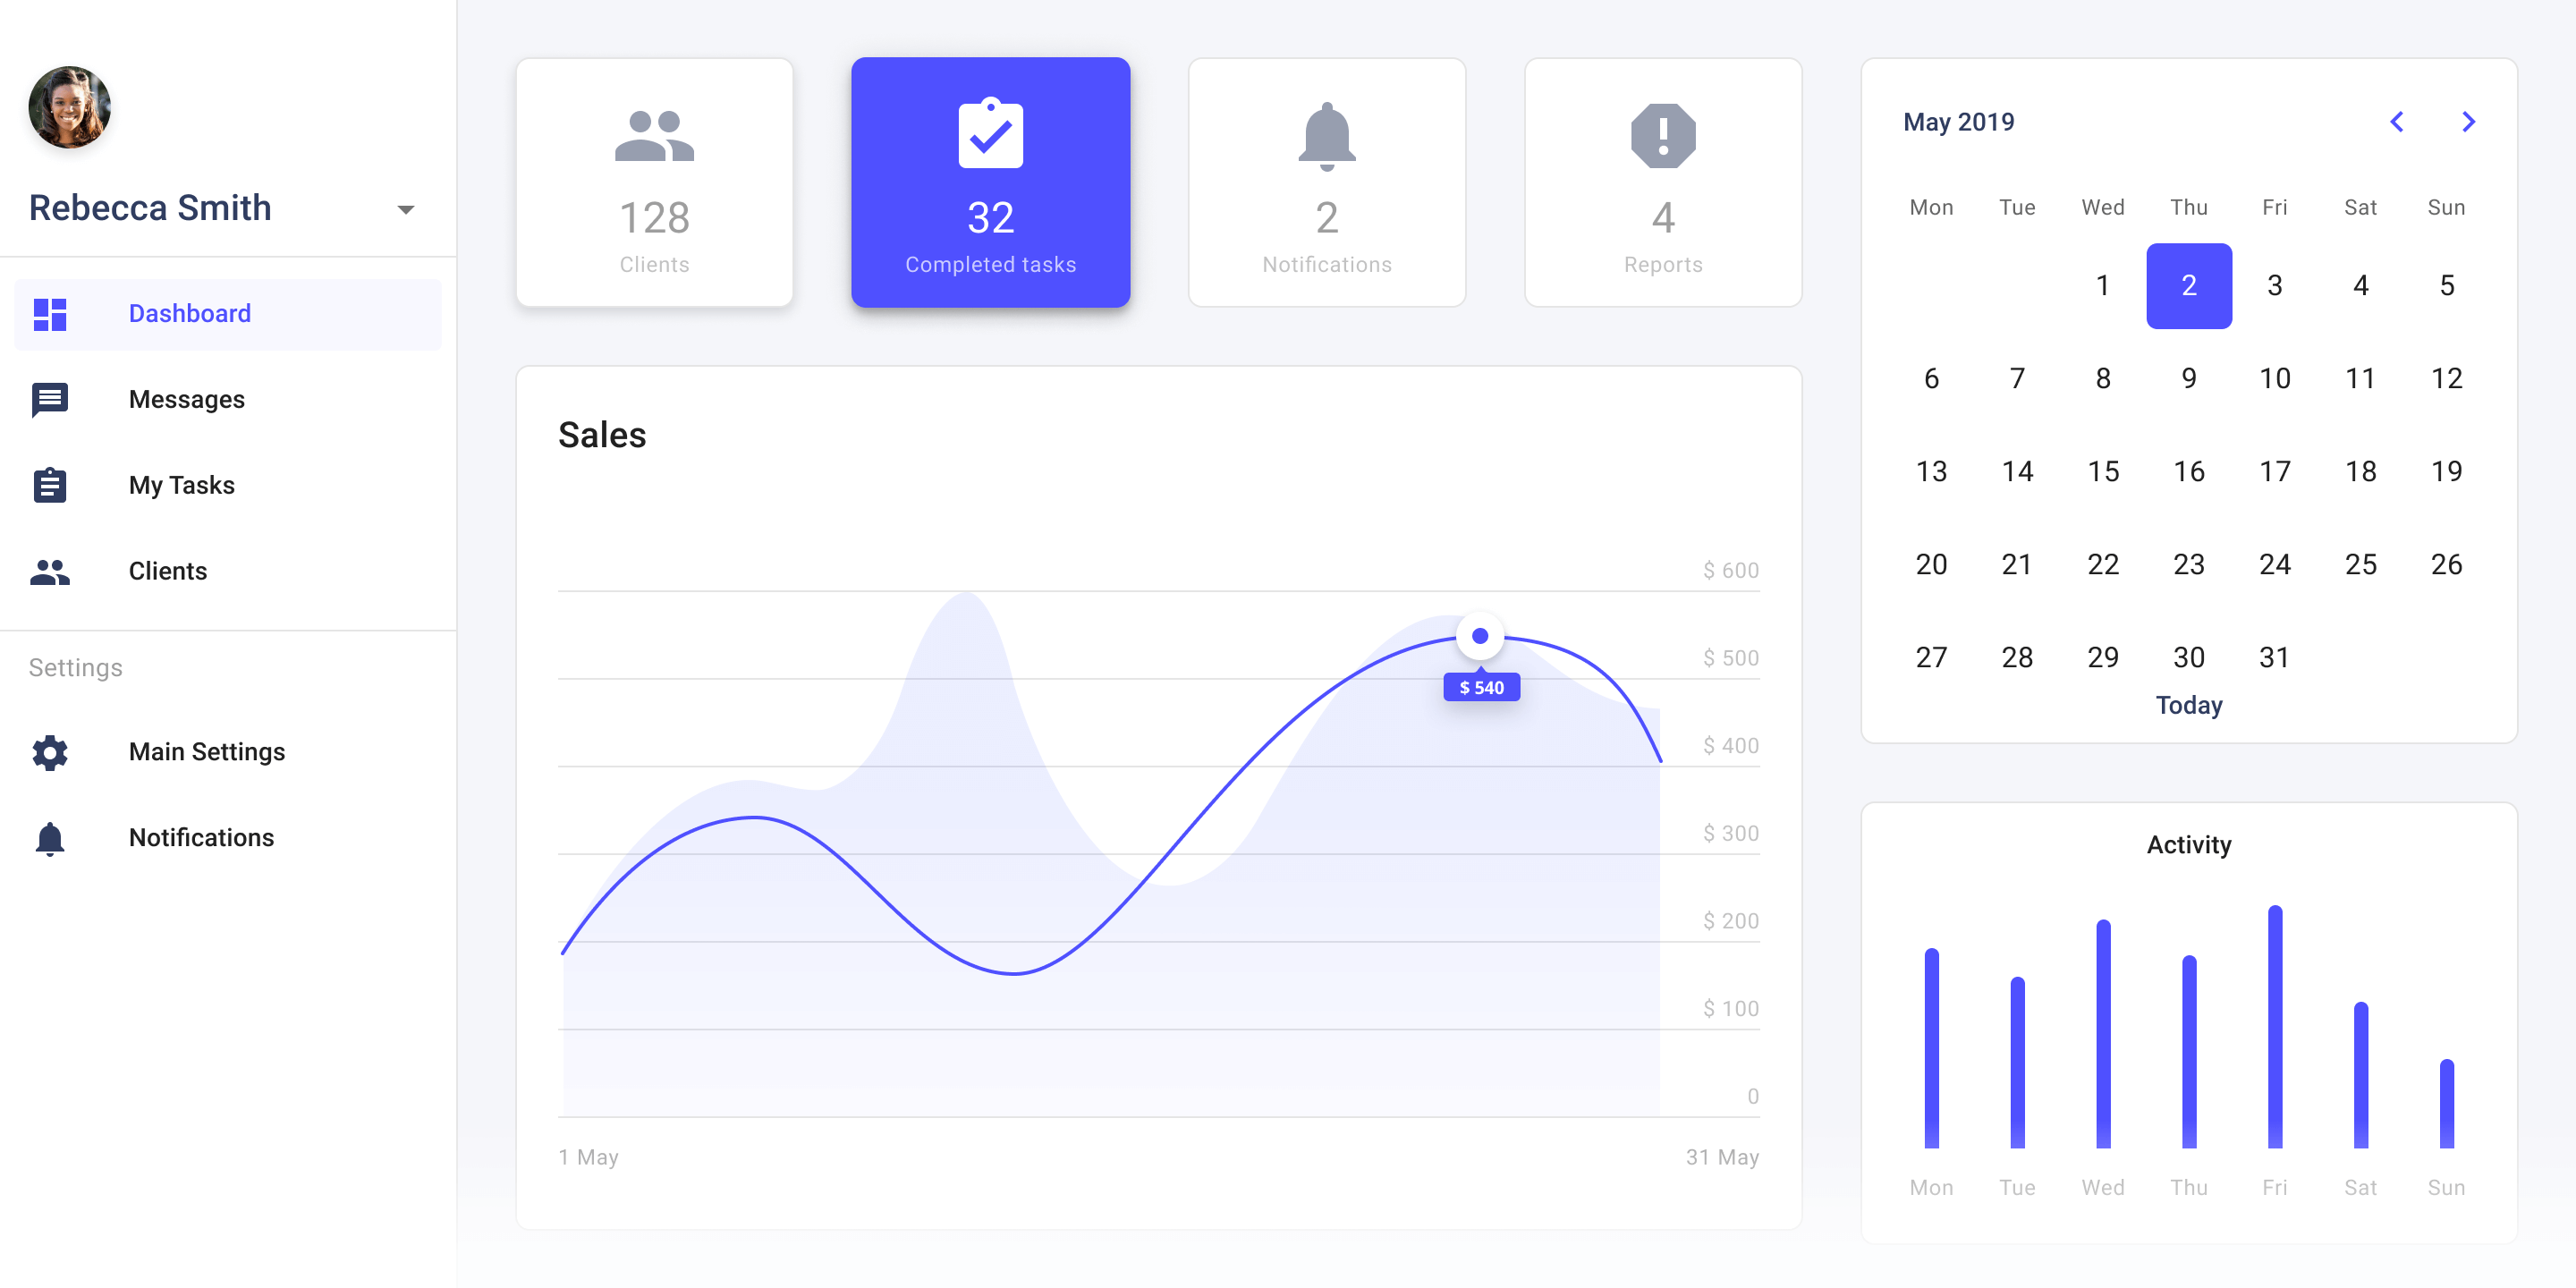 Rebecca Smith
Dashboard
Messages
My Tasks
Clients
Settings
Main Settings
Notifications
128
Clients
32
Completed tasks
2
Notifications
4
Reports
Sales
$ 600
$ 500
$ 540
$ 400
$ 300
$ 200
$ 100
0
1 May 31 May
May 2019
Mon Tue Wed Thu Fri Sat Sun
1 2 3 4 5
6 7 8 9 10 11 12
13 14 15 16 17 18 19
20 21 22 23 24 25 26
27 28 29 30 31
Today
Activity
Mon Tue Wed Thu Fri Sat Sun